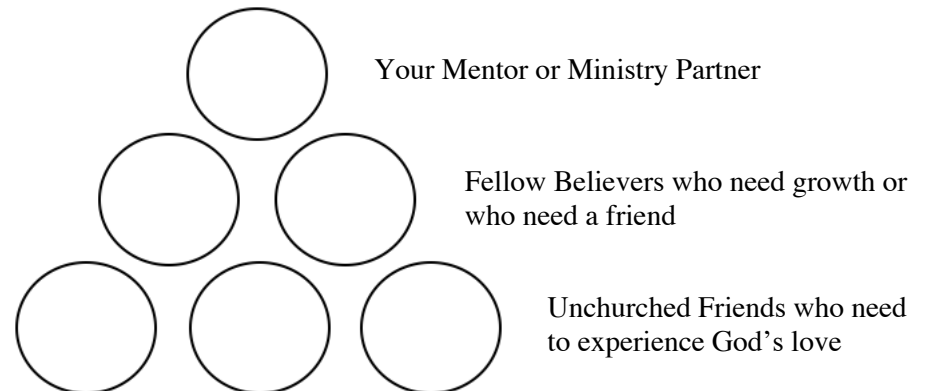 Your Mentor or Ministry Partner
Fellow Believers who need growth or
who need a friend
Unchurched Friends who need
to experience God’s love